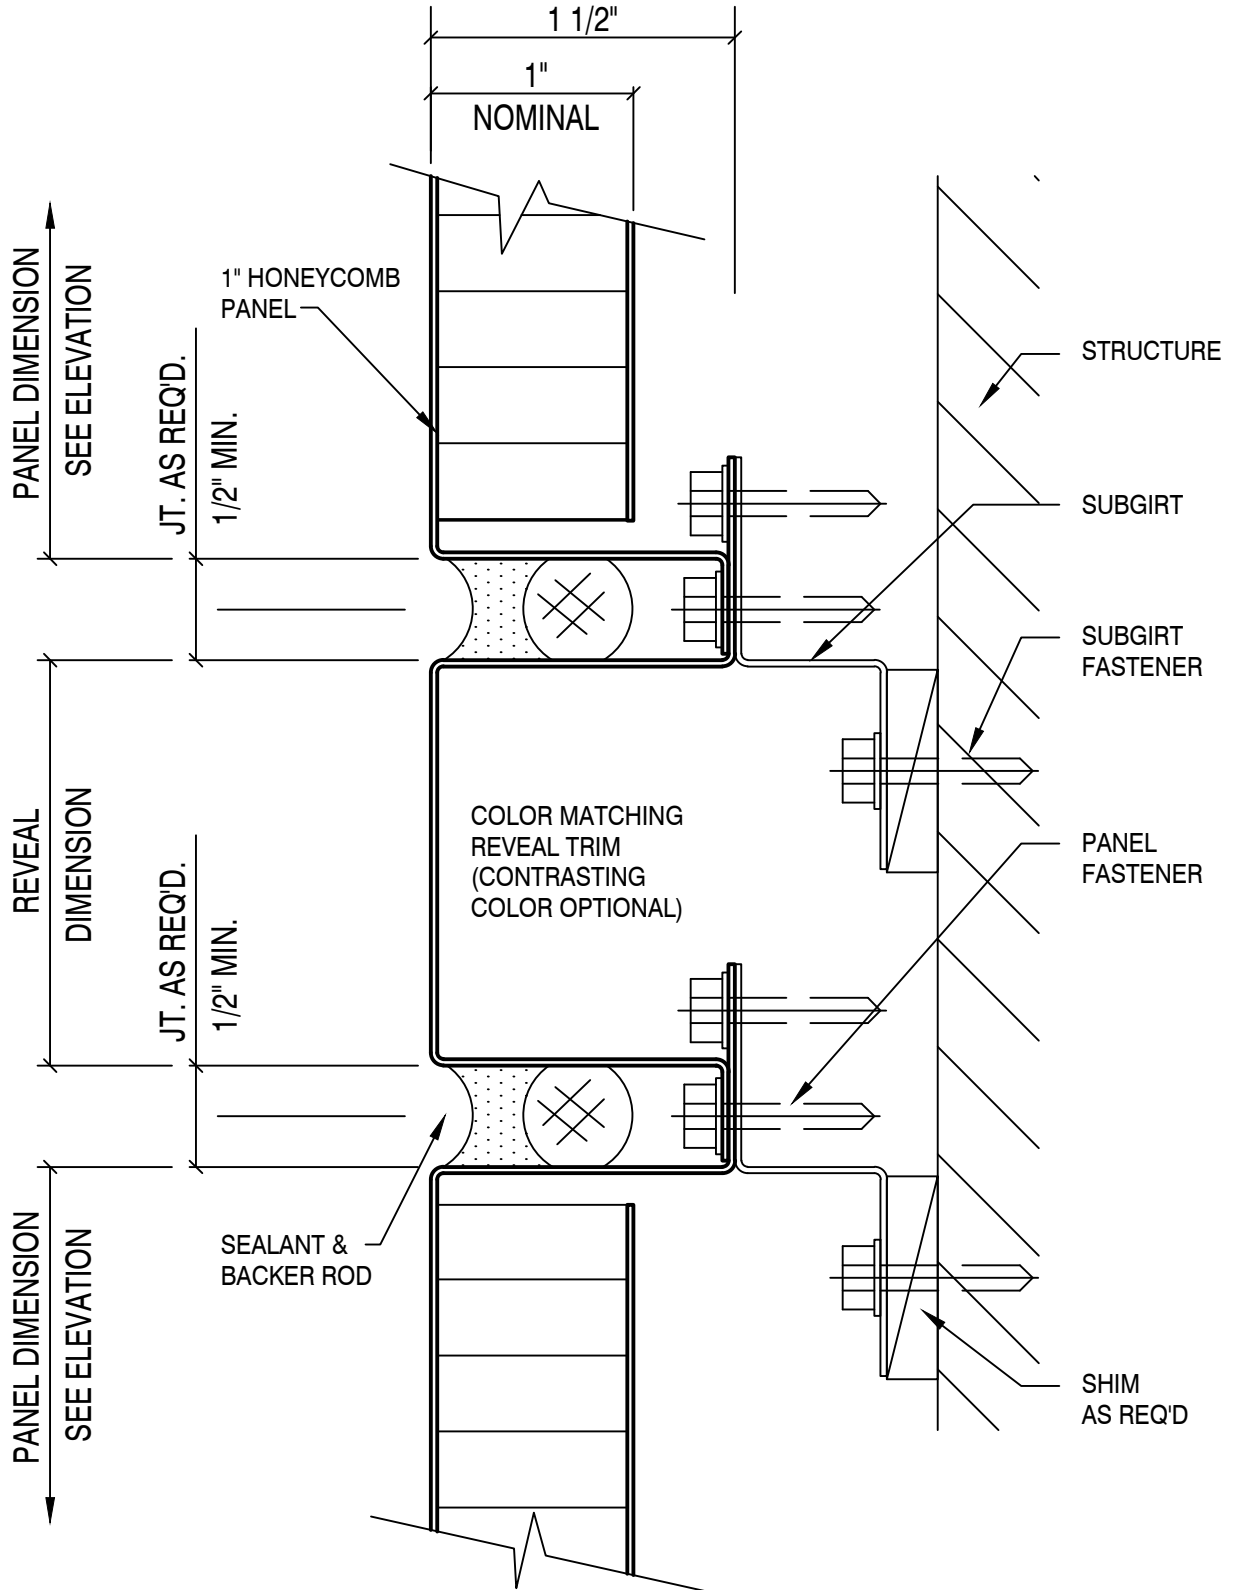 1 1/2"
1"
NOMINAL
1" HONEYCOMB
PANEL
PANEL DIMENSION
SEE ELEVATION
JT. AS REQ'D.
1/2" MIN.
STRUCTURE
SUBGIRT
SUBGIRT
FASTENER
REVEAL
DIMENSION
COLOR MATCHING
REVEAL TRIM
(CONTRASTING
COLOR OPTIONAL)
PANEL
FASTENER
JT. AS REQ'D.
1/2" MIN.
SEALANT &
BACKER ROD
PANEL DIMENSION
SEE ELEVATION
SHIM
AS REQ'D